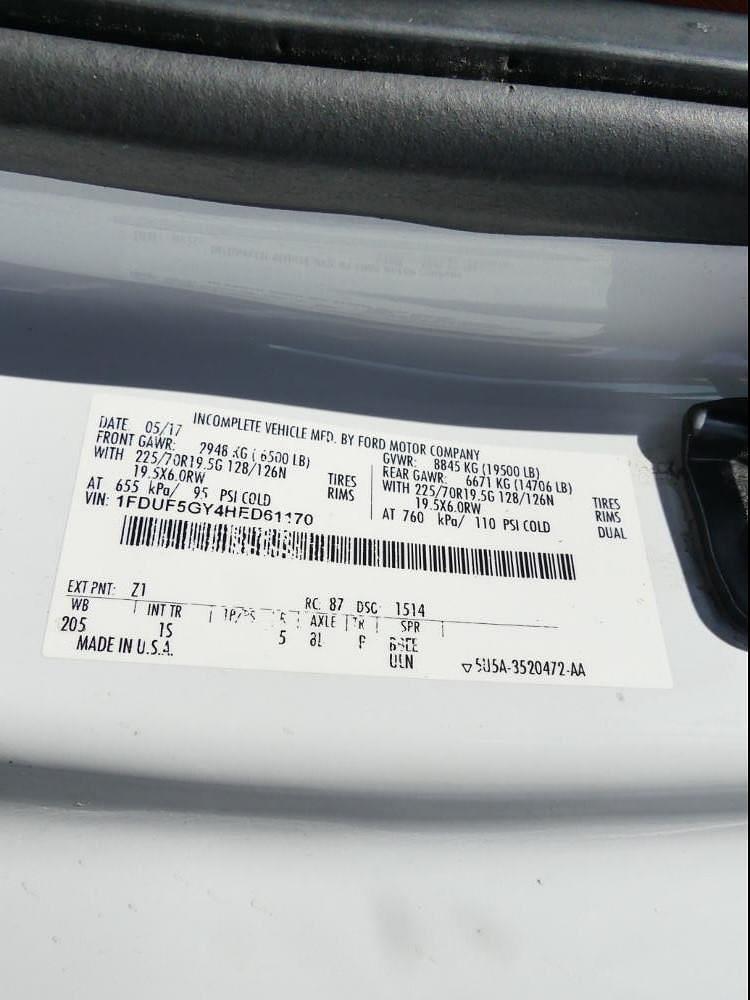 INCOMPLETE VEHICLE MFD. BY FORD MOTOR COMPANY
DATE: 05/17
GVWR: 8845 KG (19500 LB)
FRONT GAWR: 2948 KG ( 6500 LB)
REAR GAWR: 6671 KG (14706 LB)
WITH 225/70R19.5G 128/126N TIRES
WITH 225/70R19.5G 128/126N TIRES
19.5X6.0RW RIMS
19.5X6.0RW RIMS
AT 655 kPa/ 95 PSI COLD
AT 760 kPa/ 110 PSI COLD DUAL
VIN: 1FDUF5GY4HED61170
EXT PNT: Z1 RC: 87 DSO: 1514
WB INT TR TP/PS R AXLE TR SPR
205 1S 5 8L
ULN
MADE IN U.S.A. 5U5A-3520472-AA